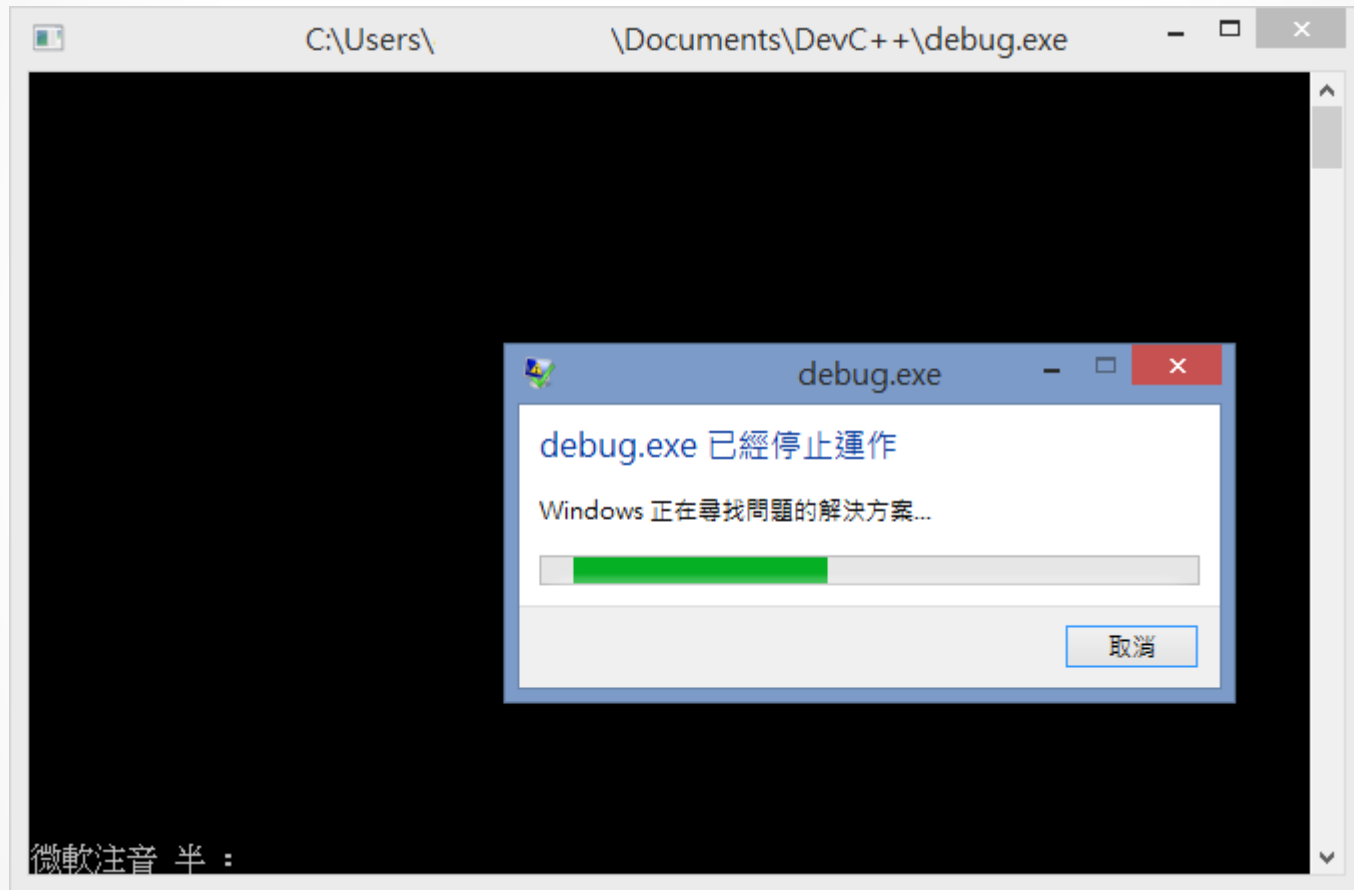 C:\Users\ \Documents\DevC++\debug.exe
debug.exe
debug.exe 已經停止運作
Windows 正在尋找問題的解決方案...
取消
微軟注音 半 :